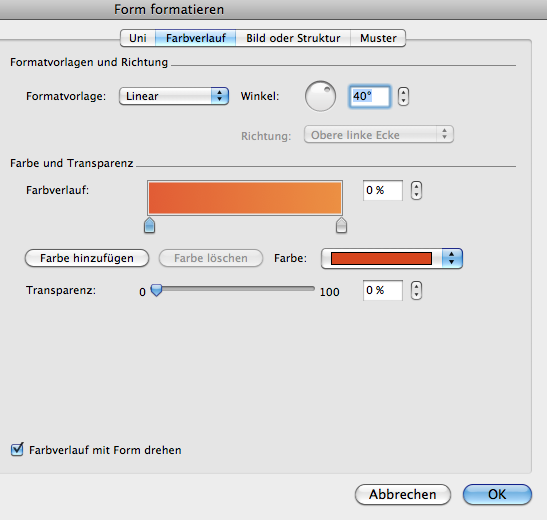 Form formatieren
Uni Farbverlauf Bild oder Struktur Muster
Formatvorlagen und Richtung
Formatvorlage: Linear Winkel: 40°
Richtung: Obere linke Ecke
Farbe und Transparenz
Farbverlauf: 0 %
Farbe hinzufügen Farbe löschen Farbe:
Transparenz: 0 100 0 %
Farbverlauf mit Form drehen
Abbrechen OK